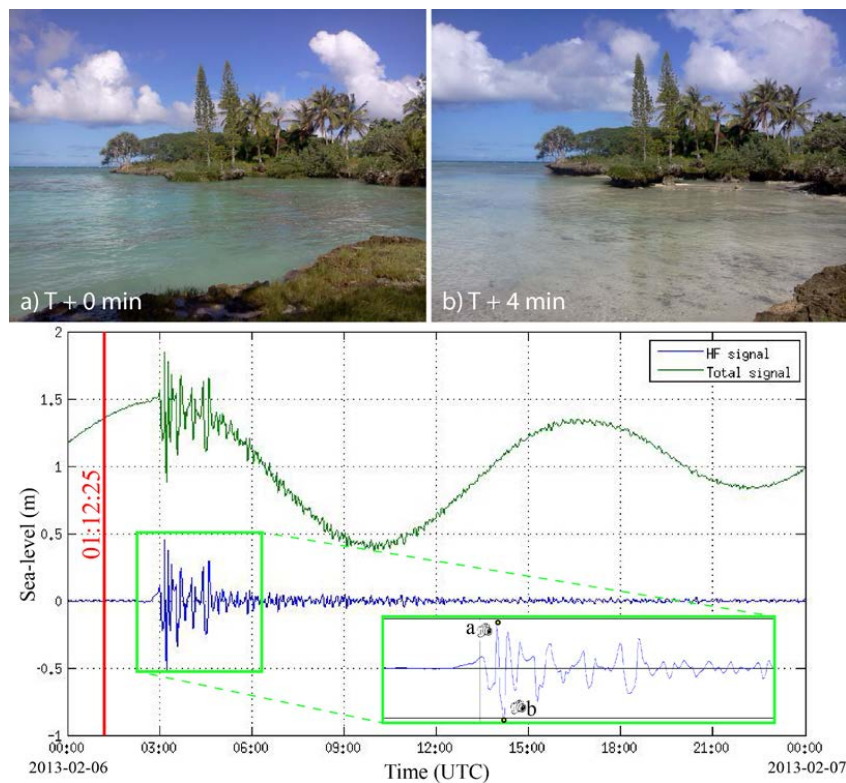 a) T + 0 min
b) T + 4 min
2
1.5
1
0.5
0
-0.5
-1
Sea-level (m)
01:12:25
HF signal
Total signal
a
b
00:00
03:00
06:00
09:00
12:00
15:00
18:00
21:00
00:00
2013-02-06
Time (UTC)
2013-02-07